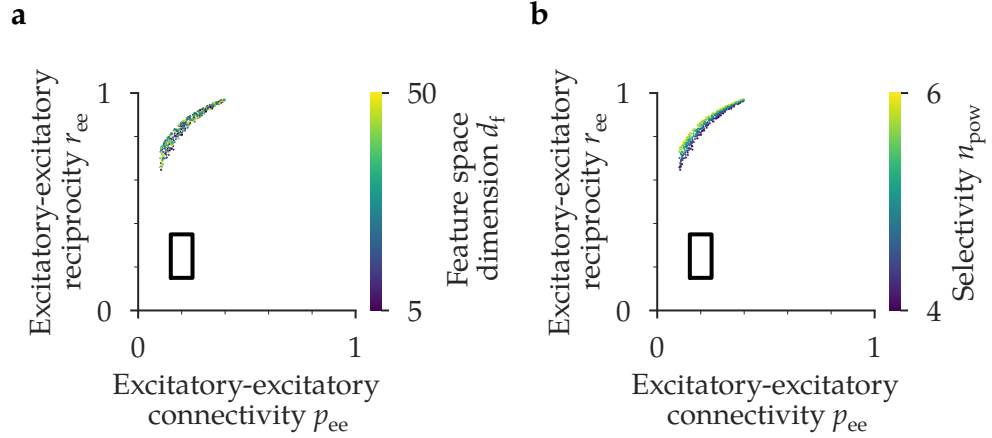 a
Excitatory-excitatory
reciprocity r_ee
1
0
0
1
Excitatory-excitatory
connectivity p_ee
50
5
Feature space
dimension d_f
b
Excitatory-excitatory
reciprocity r_ee
1
0
0
1
Excitatory-excitatory
connectivity p_ee
6
4
Selectivity n_pow